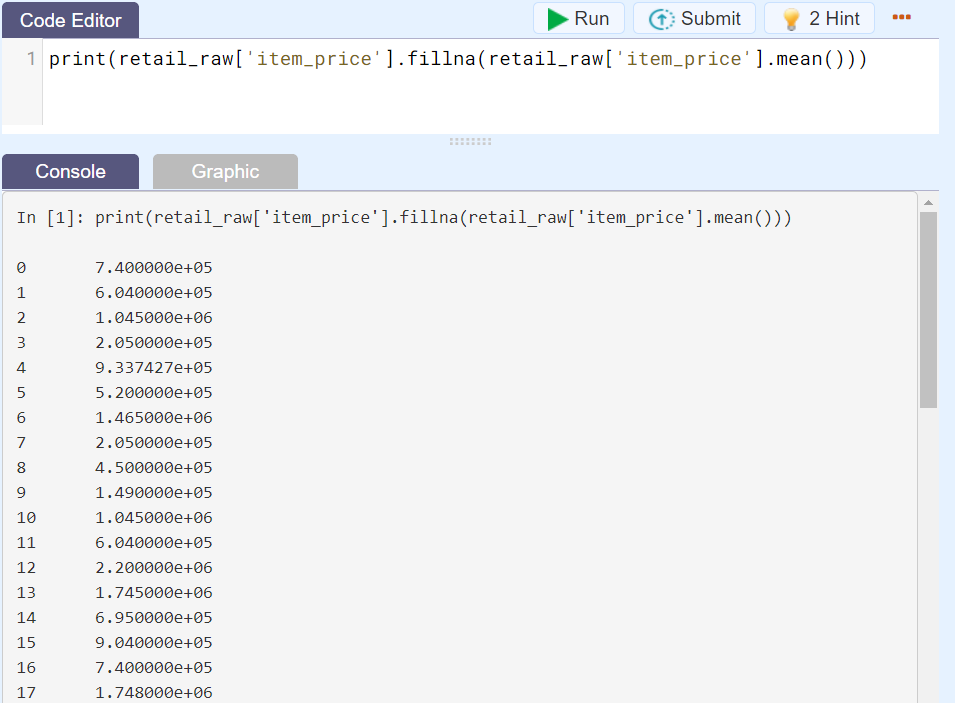 Code Editor
Run
Submit
2 Hint
1 print(retail_raw['item_price'].fillna(retail_raw['item_price'].mean()))
Console
Graphic
In [1]: print(retail_raw['item_price'].fillna(retail_raw['item_price'].mean()))
0 7.400000e+05
1 6.040000e+05
2 1.045000e+06
3 2.050000e+05
4 9.337427e+05
5 5.200000e+05
6 1.465000e+06
7 2.050000e+05
8 4.500000e+05
9 1.490000e+05
10 1.045000e+06
11 6.040000e+05
12 2.200000e+06
13 1.745000e+06
14 6.950000e+05
15 9.040000e+05
16 7.400000e+05
17 1.748000e+06